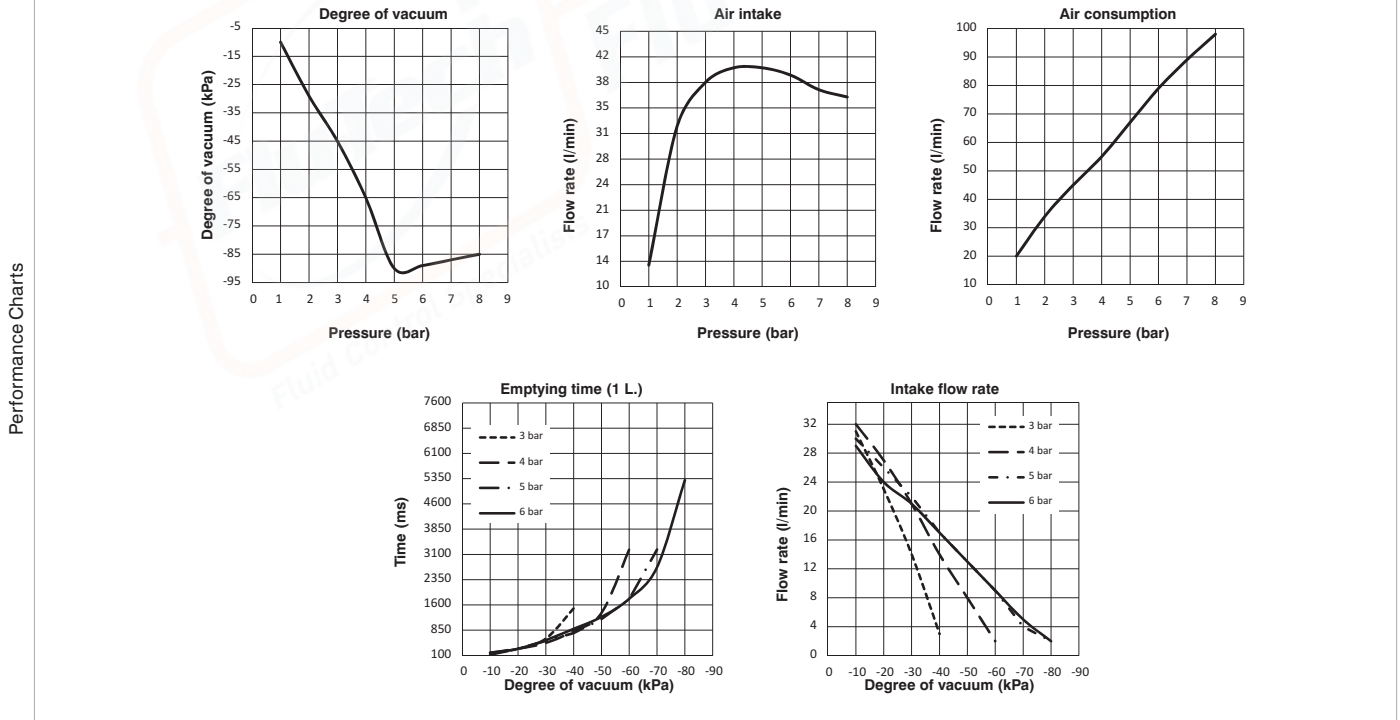 Performance Charts
Degree of vacuum
Degree of vacuum (kPa)
-5
-15
-25
-35
-45
-55
-65
-75
-85
-95
0 1 2 3 4 5 6 7 8 9
Pressure (bar)
Air intake
Flow rate (l/min)
45
42
38
35
31
28
24
21
17
14
10
0 1 2 3 4 5 6 7 8 9
Pressure (bar)
Air consumption
Flow rate (l/min)
100
90
80
70
60
50
40
30
20
10
0 1 2 3 4 5 6 7 8 9
Pressure (bar)
Emptying time (1 L.)
Time (ms)
7600
6850
6100
5350
4600
3850
3100
2350
1600
850
100
3 bar
4 bar
5 bar
6 bar
0 -10 -20 -30 -40 -50 -60 -70 -80 -90
Degree of vacuum (kPa)
Intake flow rate
Flow rate (l/min)
32
28
24
20
16
12
8
4
0
3 bar
4 bar
5 bar
6 bar
0 -10 -20 -30 -40 -50 -60 -70 -80 -90
Degree of vacuum (kPa)
Fluid Control Specialists